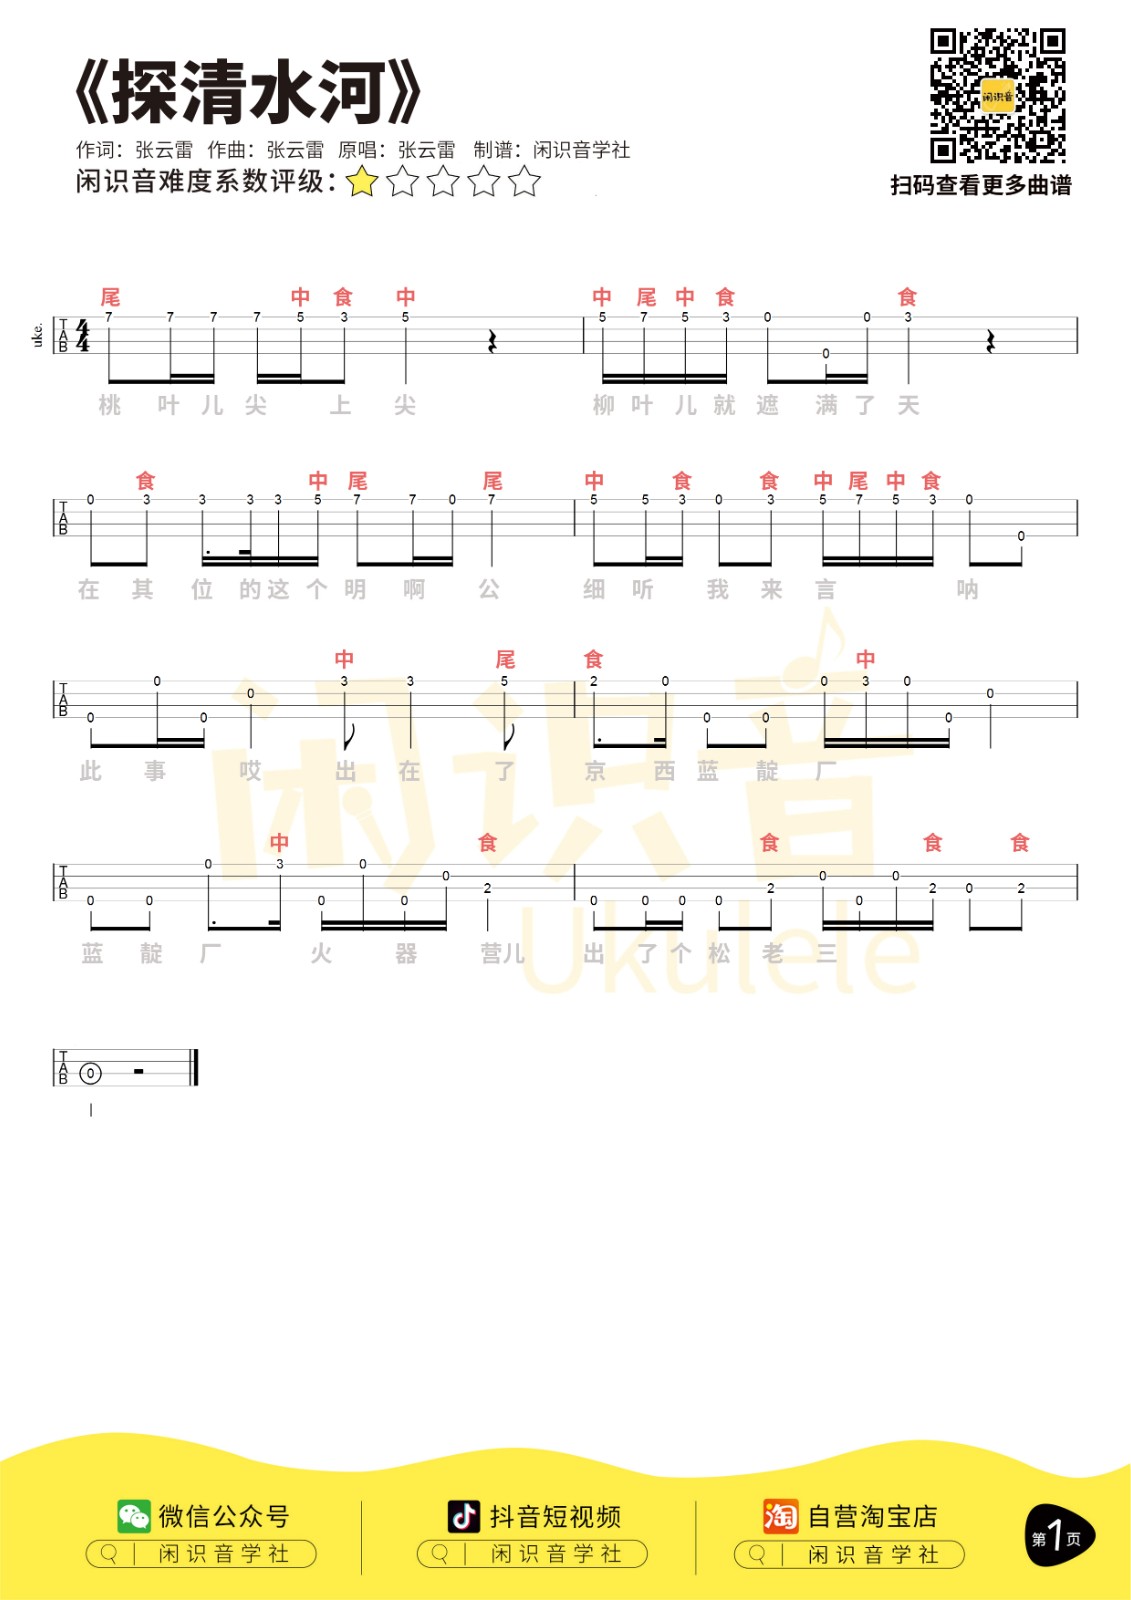 《探清水河》
作词：张云雷 作曲：张云雷 原唱：张云雷 制谱：闲识音学社
闲识音难度系数评级：
闲识音
扫码查看更多曲谱
尾 中 食 中 中 尾 中 食 食
uke. TAB 4/4 7 7 7 7 5 3 5 5 7 5 3 0 0 0 3
桃 叶 儿 尖 上 尖 柳 叶 儿 就 遮 满 了 天
食 中 尾 尾 中 食 食 中 尾 中 食
TAB 0 3 3 3 3 5 7 7 0 7 5 5 3 0 3 5 7 5 3 0 0
在 其 位 的 这 个 明 啊 公 细 听 我 来 言 呐
中 尾 食 中
TAB 0 0 0 0 3 3 5 2 0 0 0 0 3 0 0 0
此 事 哎 出 在 了 京 西 蓝 靛 厂
闲识音
中 食 食 食 食
TAB 0 0 0 3 0 0 0 0 2 0 0 0 0 2 0 0 0 2 0 2
蓝 靛 厂 火 器 营儿 出 了 个 松 老 三
Ukulele
TAB 0
微信公众号
闲识音学社
抖音短视频
闲识音学社
淘 自营淘宝店
闲识音学社
第1页